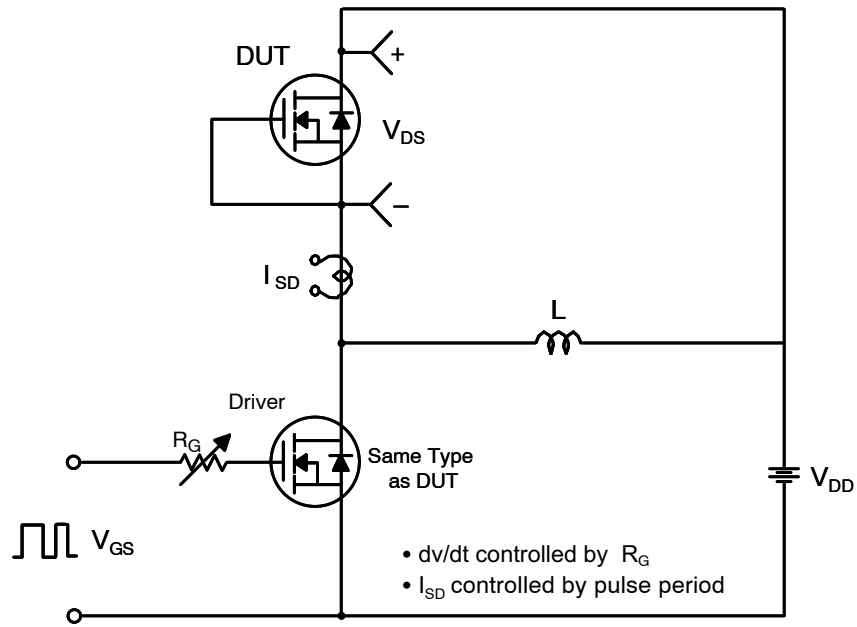 DUT
+
V_DS
–
I_SD
L
Driver
R_G
Same Type
as DUT
V_DD
V_GS
• dv/dt controlled by R_G
• I_SD controlled by pulse period